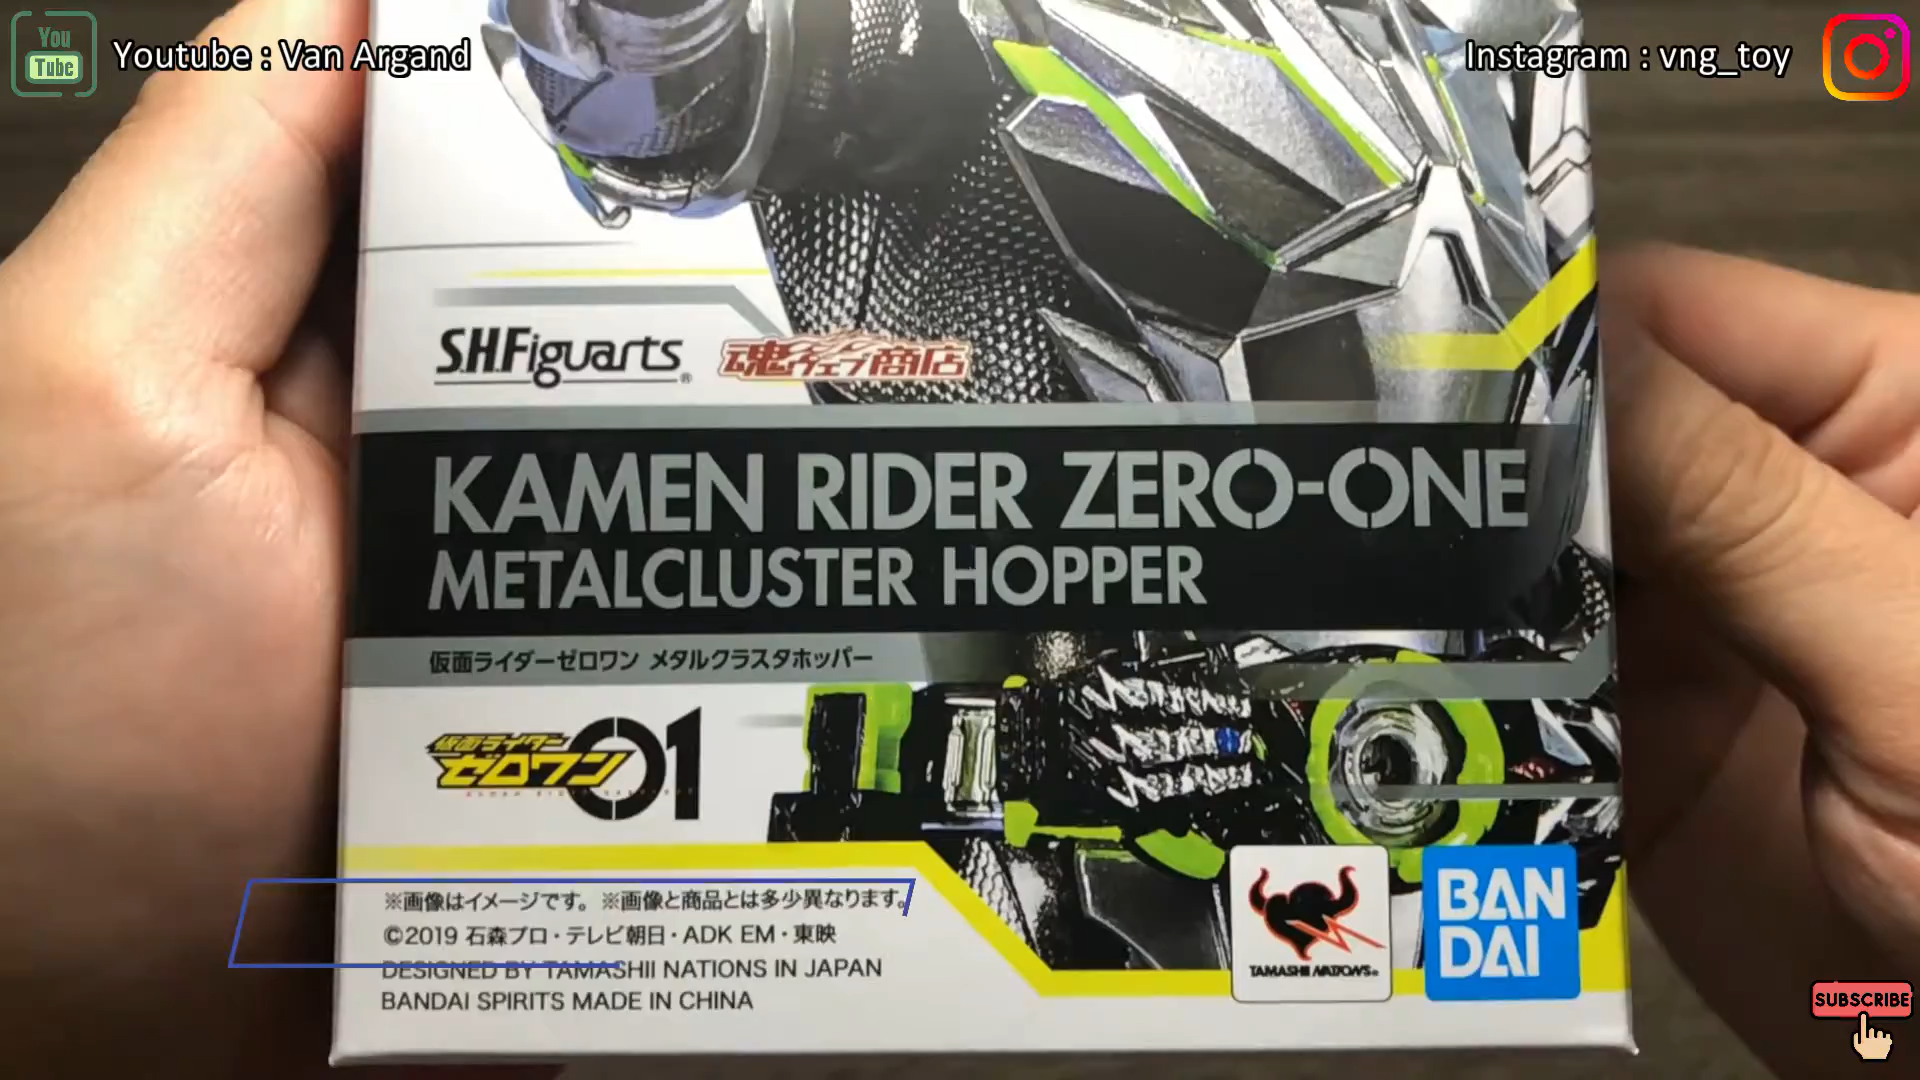 You
Tube
Youtube : Van Argand
Instagram : vng_toy
S.H.Figuarts®
魂ウェブ商店
KAMEN RIDER ZERO-ONE
METALCLUSTER HOPPER
仮面ライダーゼロワン メタルクラスタホッパー
仮面ライダー
ゼロワン 01
※画像はイメージです。 ※画像と商品とは多少異なります。
©2019 石森プロ・テレビ朝日・ADK EM・東映
DESIGNED BY TAMASHII NATIONS IN JAPAN
BANDAI SPIRITS MADE IN CHINA
TAMASHII NATIONS®
BAN
DAI
SUBSCRIBE